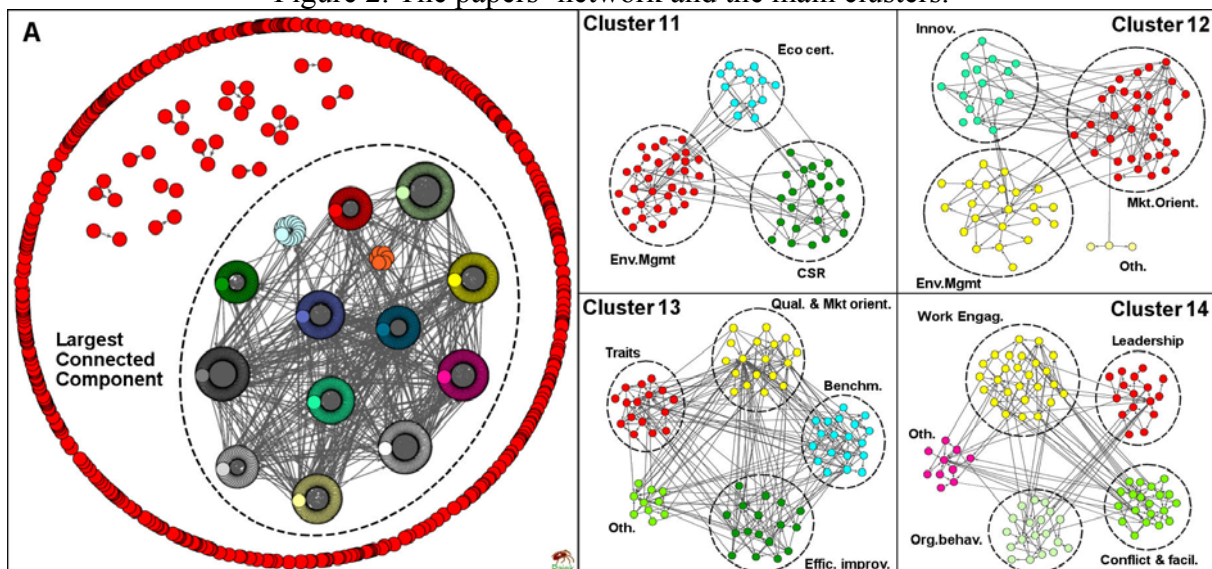 Figure 2. The papers' network and the main clusters.
A
Largest
Connected
Component
Cluster 11
Eco cert.
Env.Mgmt
CSR
Cluster 12
Innov.
Mkt.Orient.
Env.Mgmt
Oth.
Cluster 13
Qual. & Mkt orient.
Traits
Benchm.
Oth.
Effic. improv.
Cluster 14
Work Engag.
Leadership
Oth.
Org.behav.
Conflict & facil.